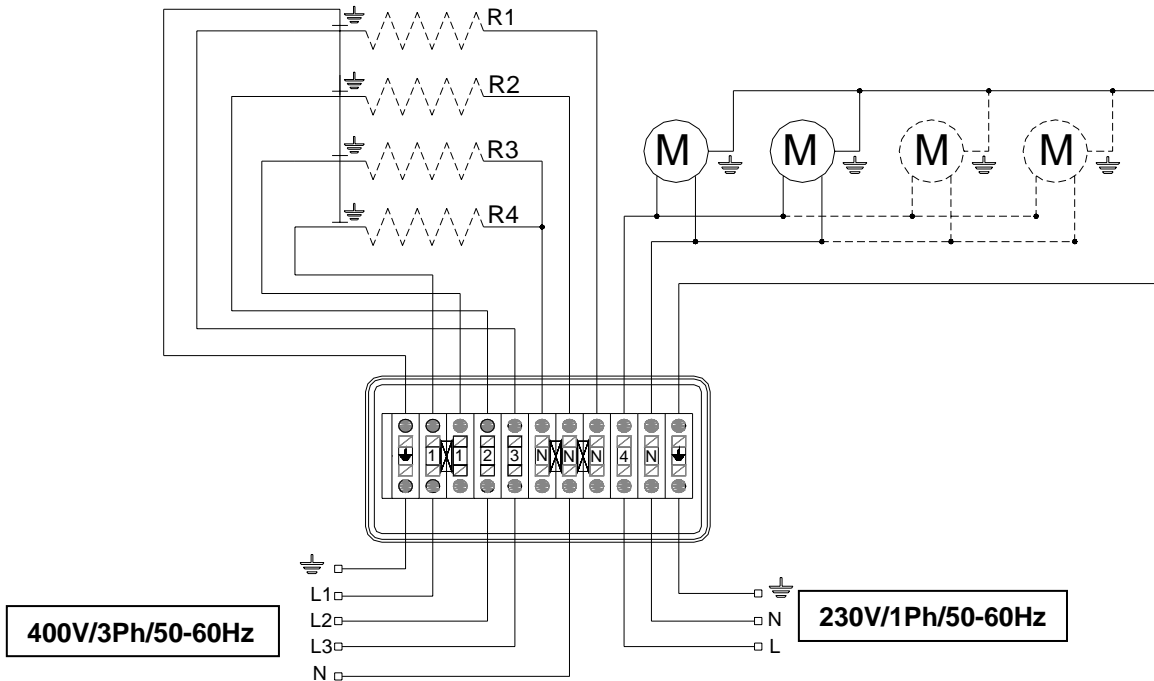 R1
R2
R3
R4
M M M M
1 1 2 3 N N N 4 N
L1
L2
L3
N
400V/3Ph/50-60Hz
N
L
230V/1Ph/50-60Hz